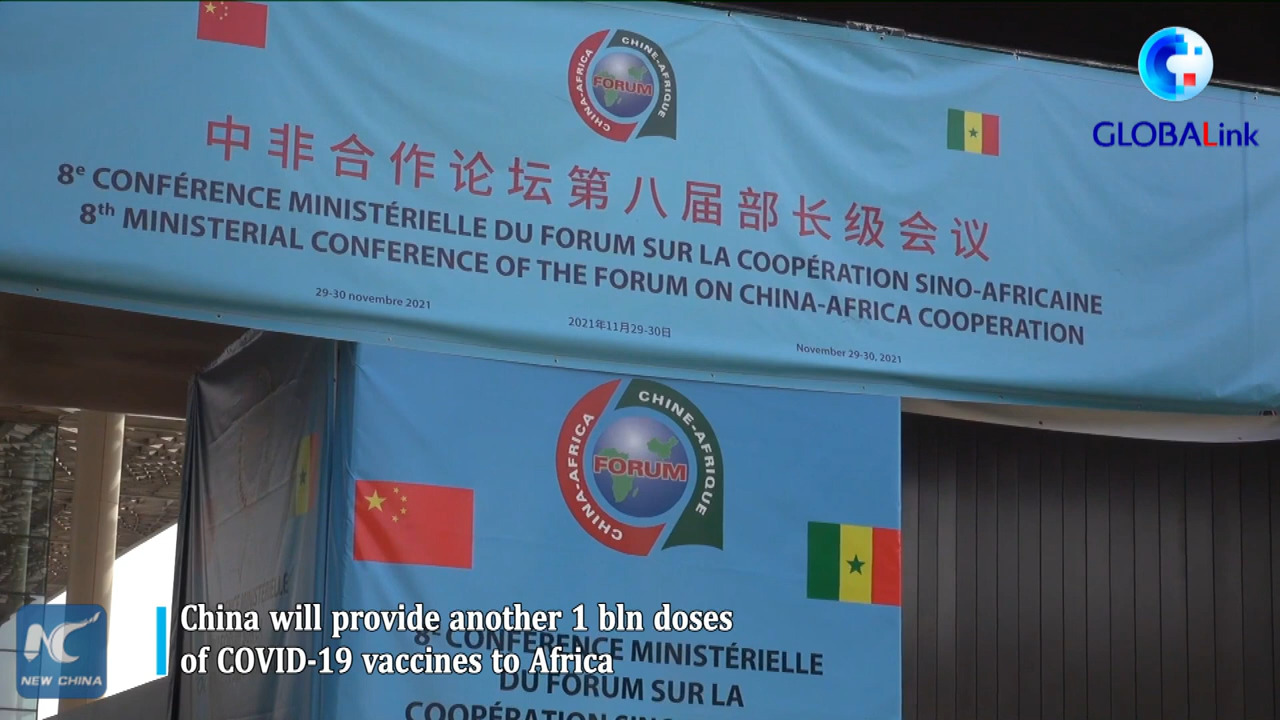 CHINA-AFRICA
CHINE-AFRIQUE
FORUM
GLOBALink
中非合作论坛第八届部长级会议
8e CONFÉRENCE MINISTÉRIELLE DU FORUM SUR LA COOPÉRATION SINO-AFRICAINE
8th MINISTERIAL CONFERENCE OF THE FORUM ON CHINA-AFRICA COOPERATION
29-30 novembre 2021
2021年11月29-30日
November 29-30, 2021
CHINA-AFRICA
CHINE-AFRIQUE
FORUM
China will provide another 1 bln doses
of COVID-19 vaccines to Africa
8e CONFÉRENCE MINISTÉRIELLE
DU FORUM SUR LA
COOPÉRATION
NEW CHINA